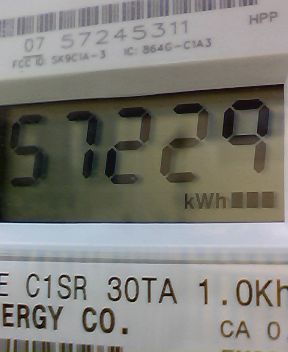 HPP
07 57245311
FCC ID: SK9C1A-3 IC: 864G-C1A3
57229
kWh
E C1SR 30TA 1.0Kh
ERGY CO.
CA 0